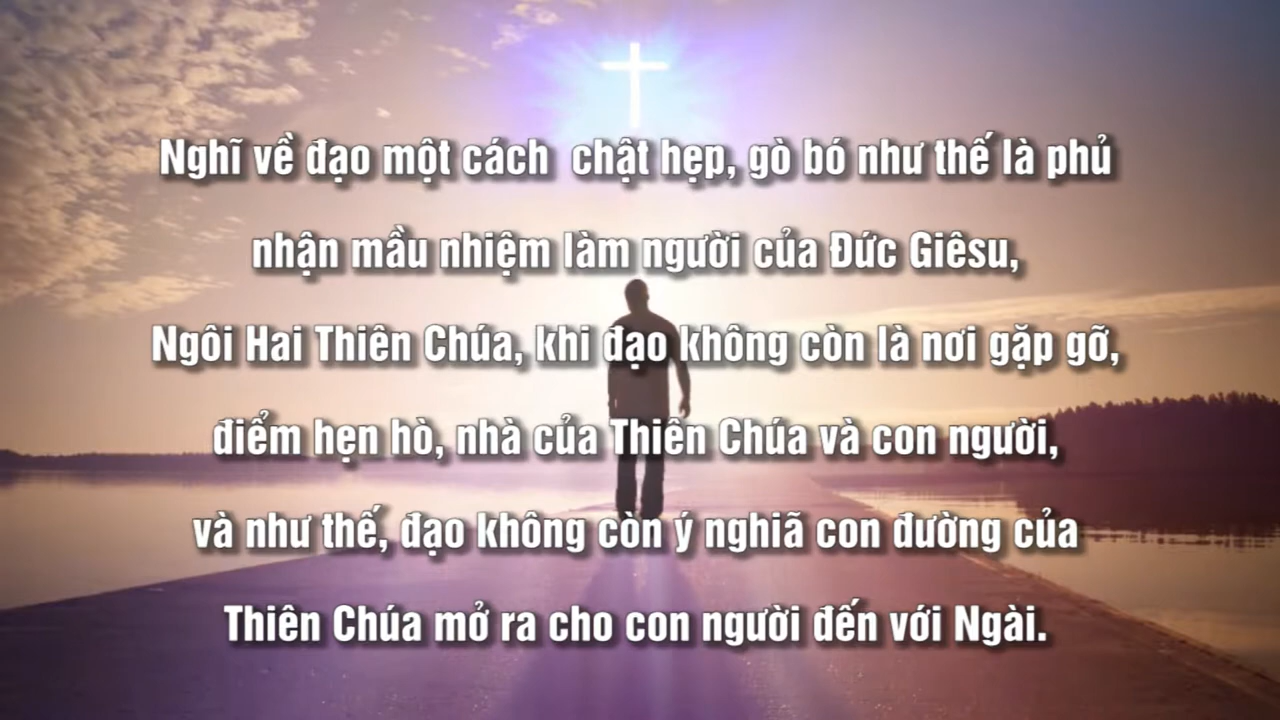 Nghĩ về đạo một cách chật hẹp, gò bó như thế là phủ
nhận mầu nhiệm làm người của Đức Giêsu,
Ngôi Hai Thiên Chúa, khi đạo không còn là nơi gặp gỡ,
điểm hẹn hò, nhà của Thiên Chúa và con người,
và như thế, đạo không còn ý nghiã con đường của
Thiên Chúa mở ra cho con người đến với Ngài.